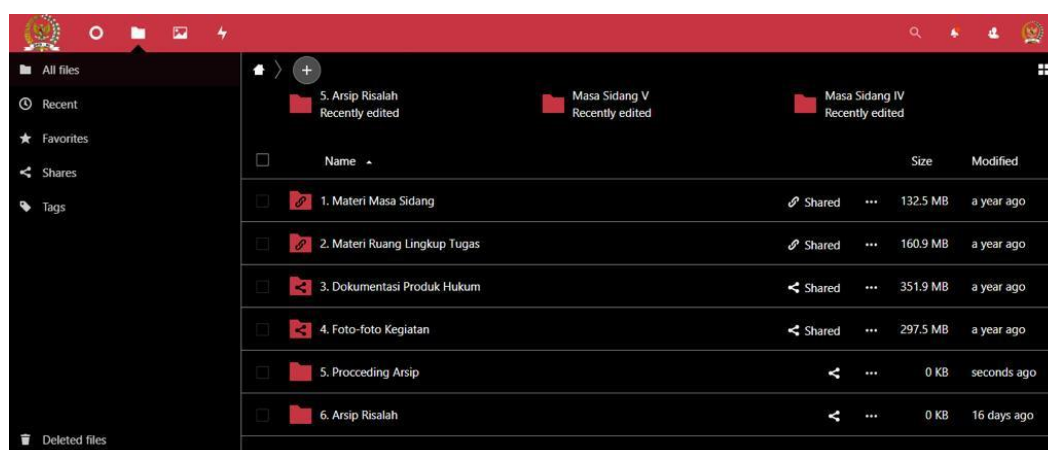 All files
Recent
Favorites
Shares
Tags
Deleted files
5. Arsip Risalah
Recently edited
Masa Sidang V
Recently edited
Masa Sidang IV
Recently edited
Name Size Modified
1. Materi Masa Sidang Shared 132.5 MB a year ago
2. Materi Ruang Lingkup Tugas Shared 160.9 MB a year ago
3. Dokumentasi Produk Hukum Shared 351.9 MB a year ago
4. Foto-foto Kegiatan Shared 297.5 MB a year ago
5. Procceding Arsip 0 KB seconds ago
6. Arsip Risalah 0 KB 16 days ago